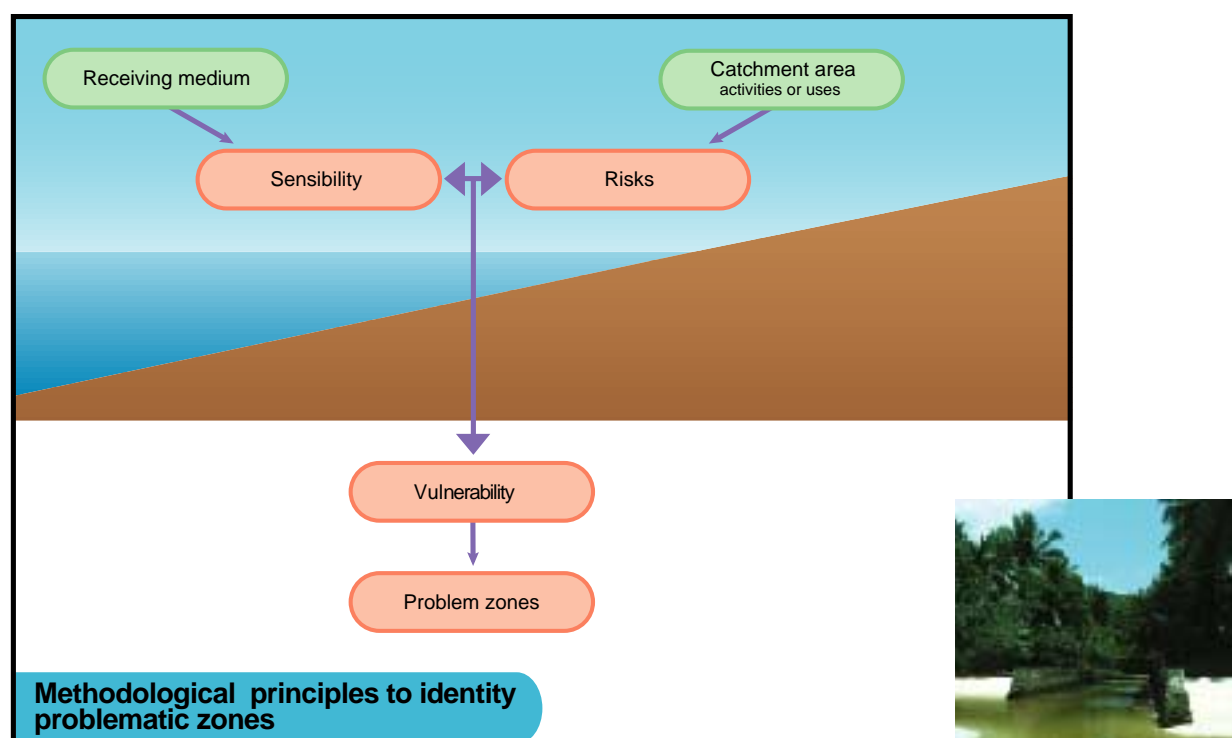 Receiving medium
Catchment area
activities or uses
Sensibility
Risks
Vulnerability
Problem zones
Methodological principles to identity
problematic zones